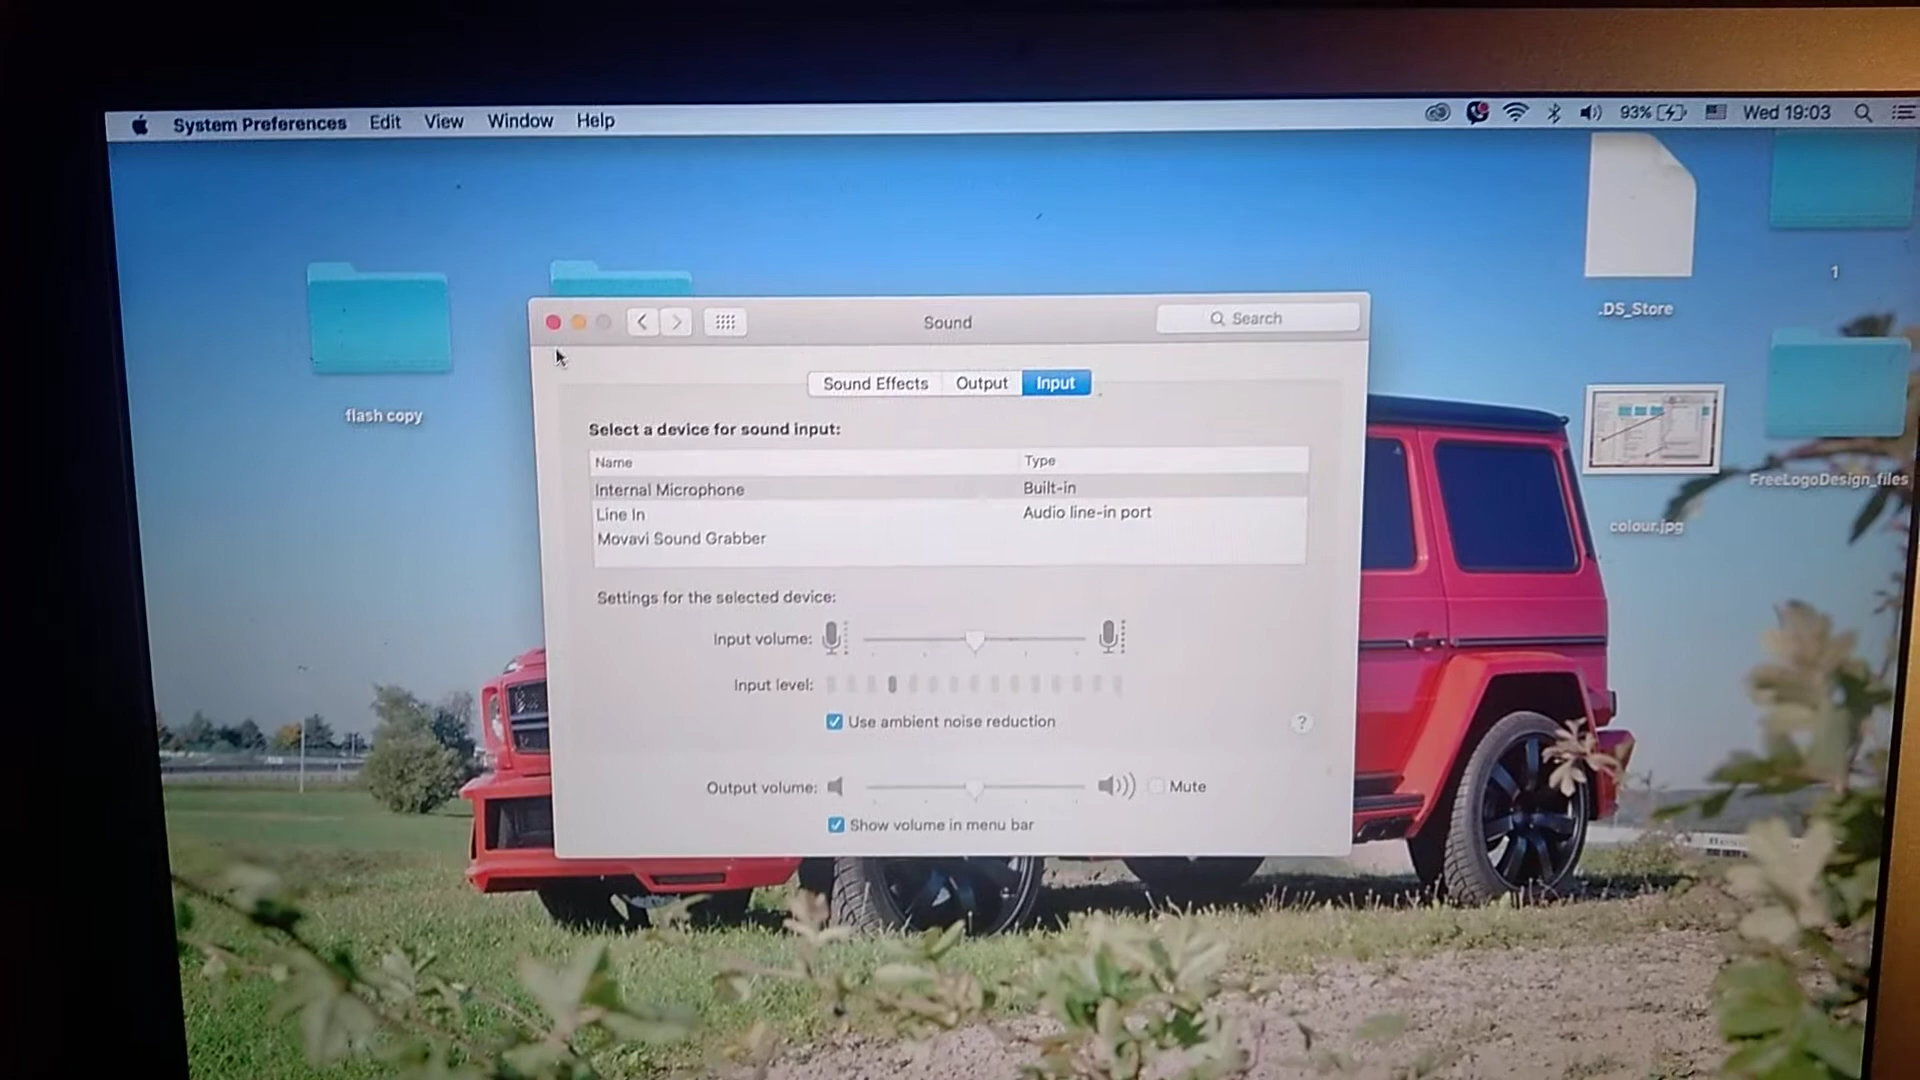 System Preferences Edit View Window Help 93% Wed 19:03
Sound
Search
Sound Effects Output Input
Select a device for sound input:
Name Type
Internal Microphone Built-in
Line In Audio line-in port
Movavi Sound Grabber
Settings for the selected device:
Input volume:
Input level:
Use ambient noise reduction ?
Output volume: Mute
Show volume in menu bar
flash copy
.DS_Store
1
colour.jpg
FreeLogoDesign_files